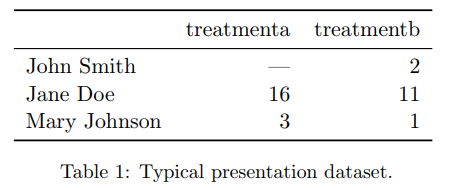 treatmenta treatmentb
John Smith — 2
Jane Doe 16 11
Mary Johnson 3 1
Table 1: Typical presentation dataset.